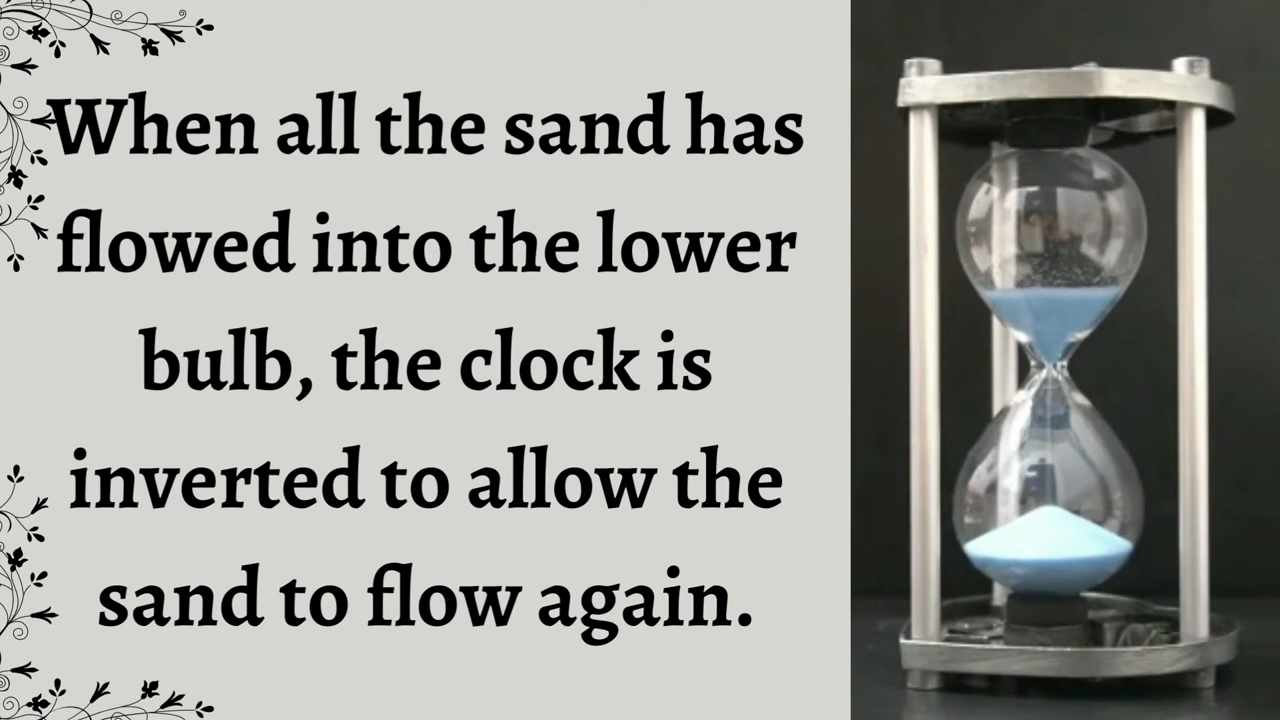 When all the sand has
flowed into the lower
bulb, the clock is
inverted to allow the
sand to flow again.